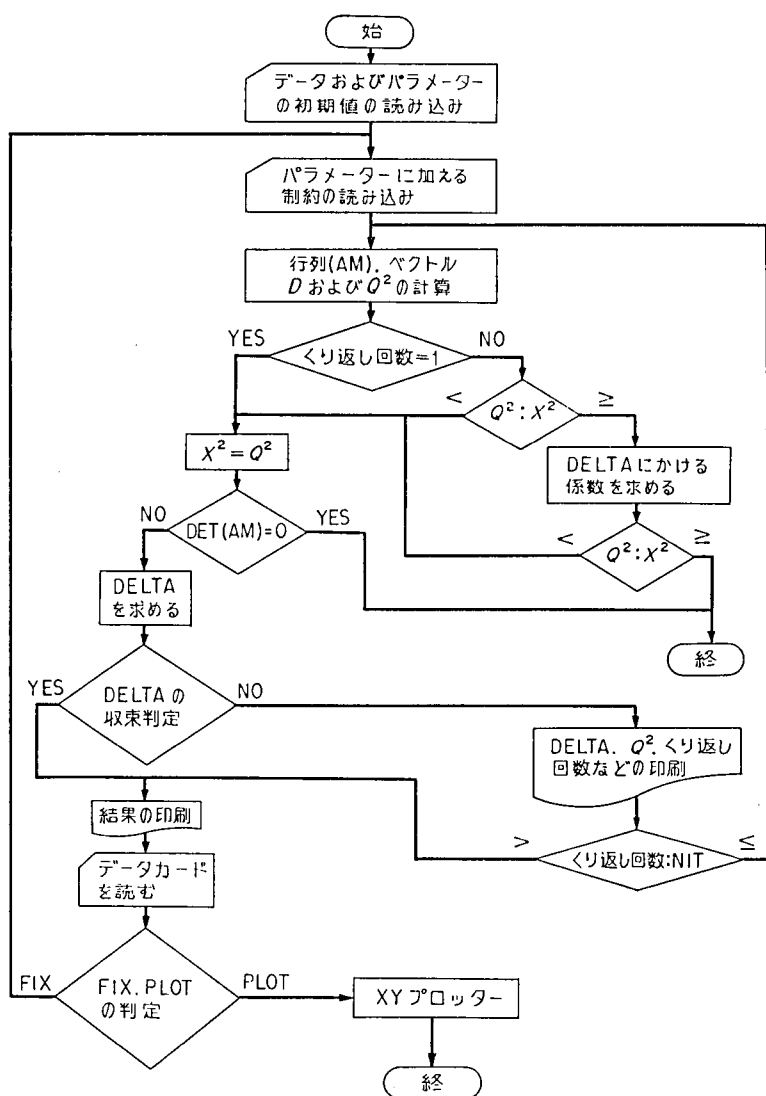 始
データおよびパラメーター
の初期値の読み込み
パラメーターに加える
制約の読み込み
行列(AM), ベクトル
DおよびQ²の計算
YES
くり返し回数=1
NO
<
Q²:X²
≧
X²=Q²
DELTAにかける
係数を求める
NO
DET(AM)=0
YES
<
Q²:X²
≧
DELTA
を求める
終
YES
DELTAの
収束判定
NO
DELTA, Q², くり返し
回数などの印刷
結果の印刷
>
くり返し回数:NIT
≦
データカード
を読む
FIX
FIX, PLOT
の判定
PLOT
XYプロッター
終